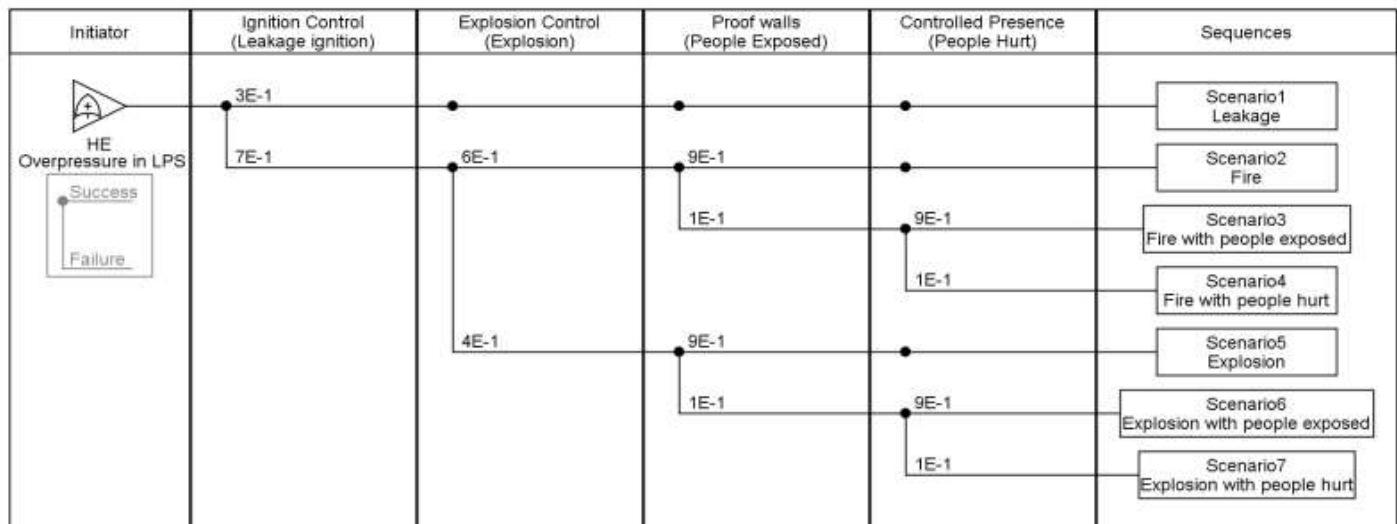 Initiator
Ignition Control
(Leakage ignition)
Explosion Control
(Explosion)
Proof walls
(People Exposed)
Controlled Presence
(People Hurt)
Sequences
3E-1
Scenario1
Leakage
HE
Overpressure in LPS
7E-1
6E-1
9E-1
Scenario2
Fire
Success
Failure
1E-1
9E-1
Scenario3
Fire with people exposed
1E-1
Scenario4
Fire with people hurt
4E-1
9E-1
Scenario5
Explosion
1E-1
9E-1
Scenario6
Explosion with people exposed
1E-1
Scenario7
Explosion with people hurt